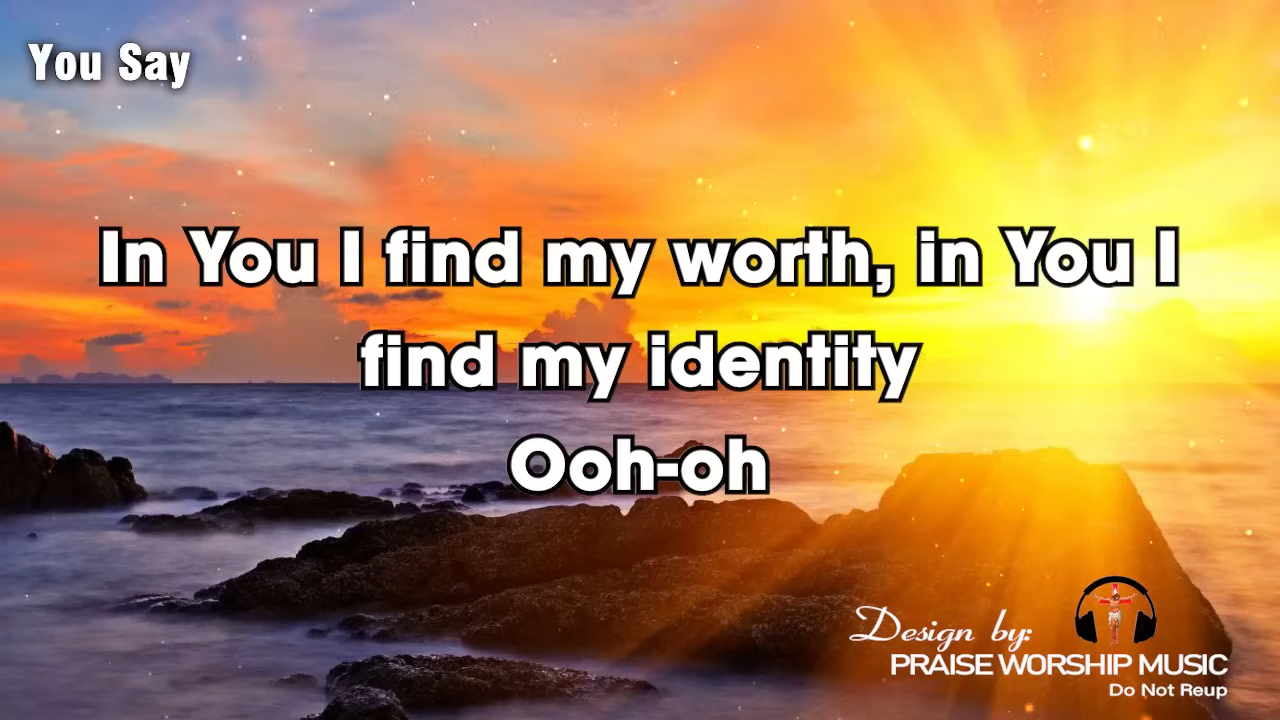 You Say
In You I find my worth, in You I
find my identity
Ooh-oh
Design by:
PRAISE WORSHIP MUSIC
Do Not Reup